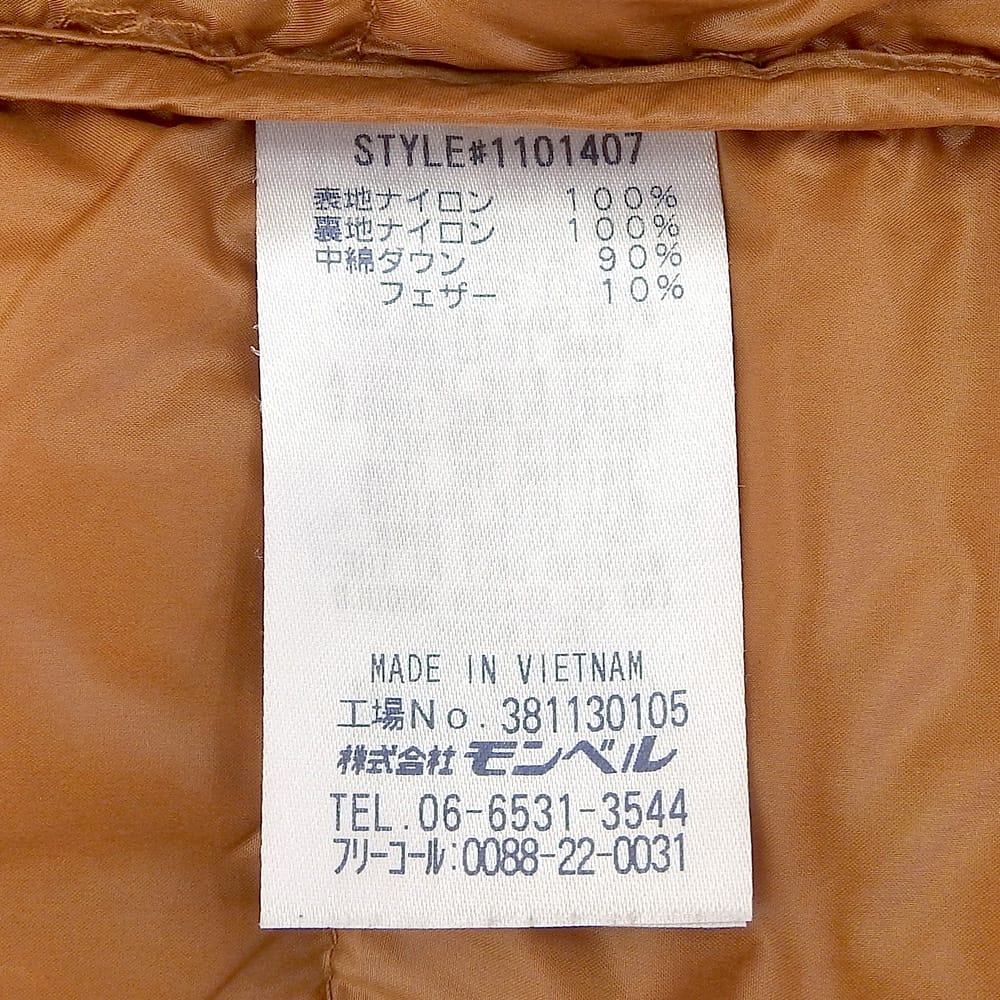 STYLE#1101407
表地ナイロン 100%
裏地ナイロン 100%
中綿ダウン 90%
フェザー 10%
MADE IN VIETNAM
工場No. 381130105
株式会社モンベル
TEL.06-6531-3544
フリーコール:0088-22-0031